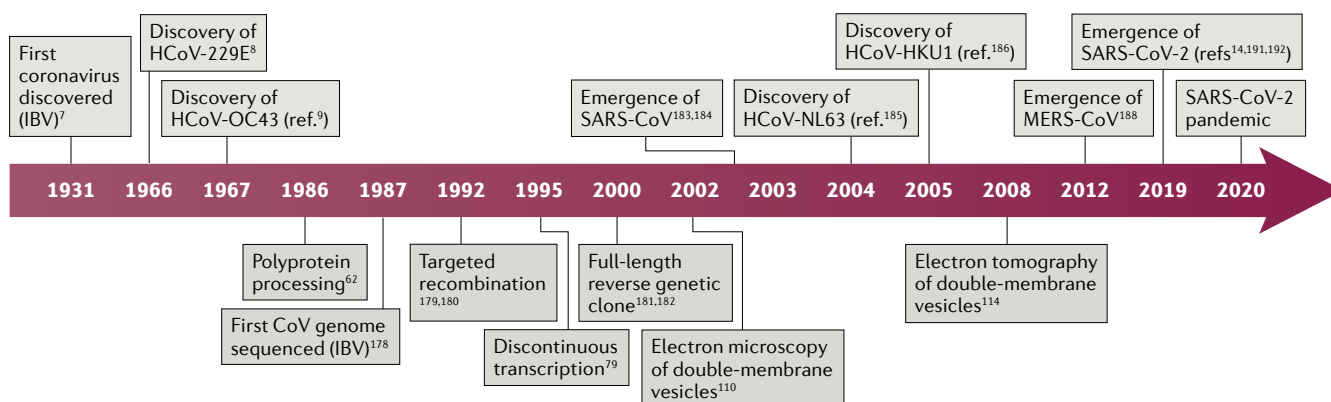 First
coronavirus
discovered
(IBV)⁷
Discovery of
HCoV-229E⁸
Discovery of
HCoV-OC43 (ref.⁹)
Emergence of
SARS-CoV¹⁸³,¹⁸⁴
Discovery of
HCoV-NL63 (ref.¹⁸⁵)
Discovery of
HCoV-HKU1 (ref.¹⁸⁶)
Emergence of
MERS-CoV¹⁸⁸
Emergence of
SARS-CoV-2 (refs¹⁴,¹⁹¹,¹⁹²)
SARS-CoV-2
pandemic
1931 1966 1967 1986 1987 1992 1995 2000 2002 2003 2004 2005 2008 2012 2019 2020
Polyprotein
processing⁶²
First CoV genome
sequenced (IBV)¹⁷⁸
Targeted
recombination
¹⁷⁹,¹⁸⁰
Discontinuous
transcription⁷⁹
Full-length
reverse genetic
clone¹⁸¹,¹⁸²
Electron microscopy
of double-membrane
vesicles¹¹⁰
Electron tomography
of double-membrane
vesicles¹¹⁴